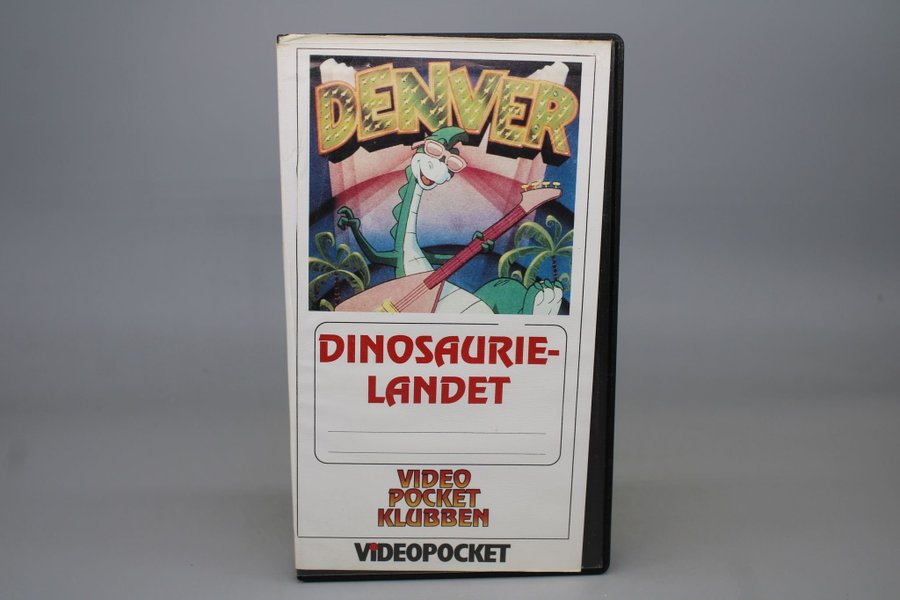 DENVER
DINOSAURIE-
LANDET
VIDEO
POCKET
KLUBBEN
VIDEOPOCKET